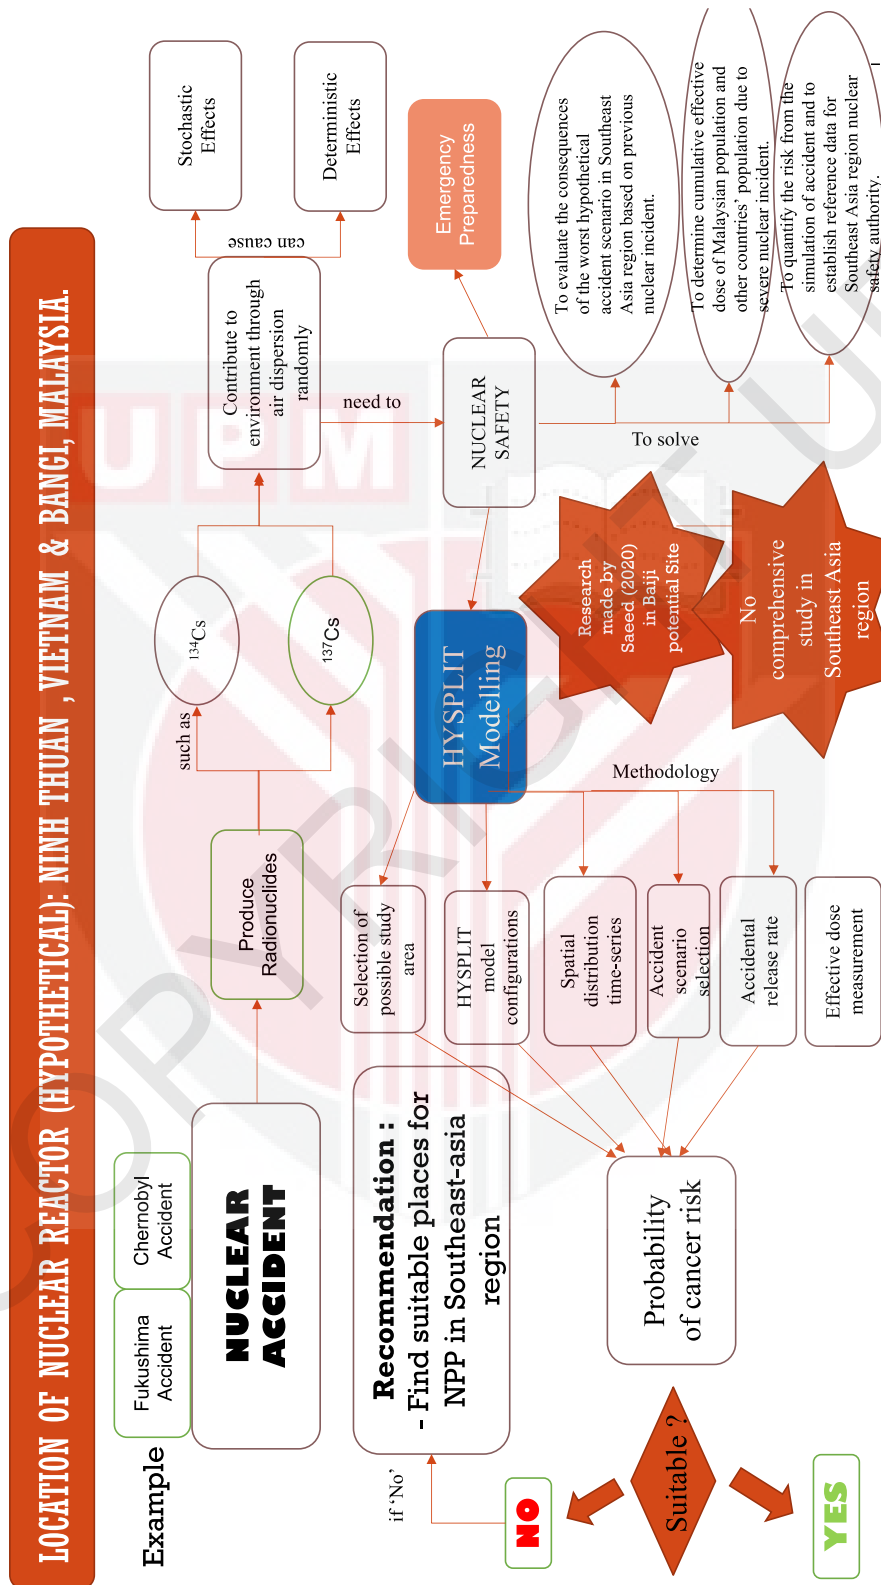 LOCATION OF NUCLEAR REACTOR (HYPOTHETICAL): NINH THUAN , VIETNAM & BANGI, MALAYSIA.
Example
Fukushima
Accident
Chernobyl
Accident
NUCLEAR
ACCIDENT
Produce
Radionuclides
such as
134Cs
137Cs
Contribute to
environment through
air dispersion
randomly
can cause
Stochastic
Effects
Deterministic
Effects
need to
NUCLEAR
SAFETY
Emergency
Preparedness
To solve
To evaluate the consequences
of the worst hypothetical
accident scenario in Southeast
Asia region based on previous
nuclear incident.
To determine cumulative effective
dose of Malaysian population and
other countries' population due to
severe nuclear incident.
To quantify the risk from the
simulation of accident and to
establish reference data for
Southeast Asia region nuclear
safety authority.
HYSPLIT
Modelling
Research
made by
Saeed (2020)
in Baiji
potential Site
No
comprehensive
study in
Southeast Asia
region
Methodology
Selection of
possible study
area
HYSPLIT
model
configurations
Spatial
distribution
time-series
Accident
scenario
selection
Accidental
release rate
Effective dose
measurement
Probability
of cancer risk
Suitable ?
YES
NO
if ‘No’
Recommendation :
- Find suitable places for
NPP in Southeast-asia
region
UPM
COPYRIGHT U